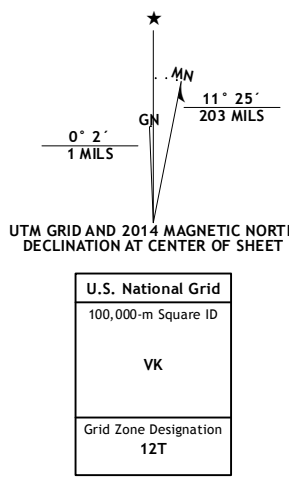 MN
GN
11° 25´
203 MILS
0° 2´
1 MILS
UTM GRID AND 2014 MAGNETIC NORT
DECLINATION AT CENTER OF SHEET
U.S. National Grid
100,000-m Square ID
VK
Grid Zone Designation
12T